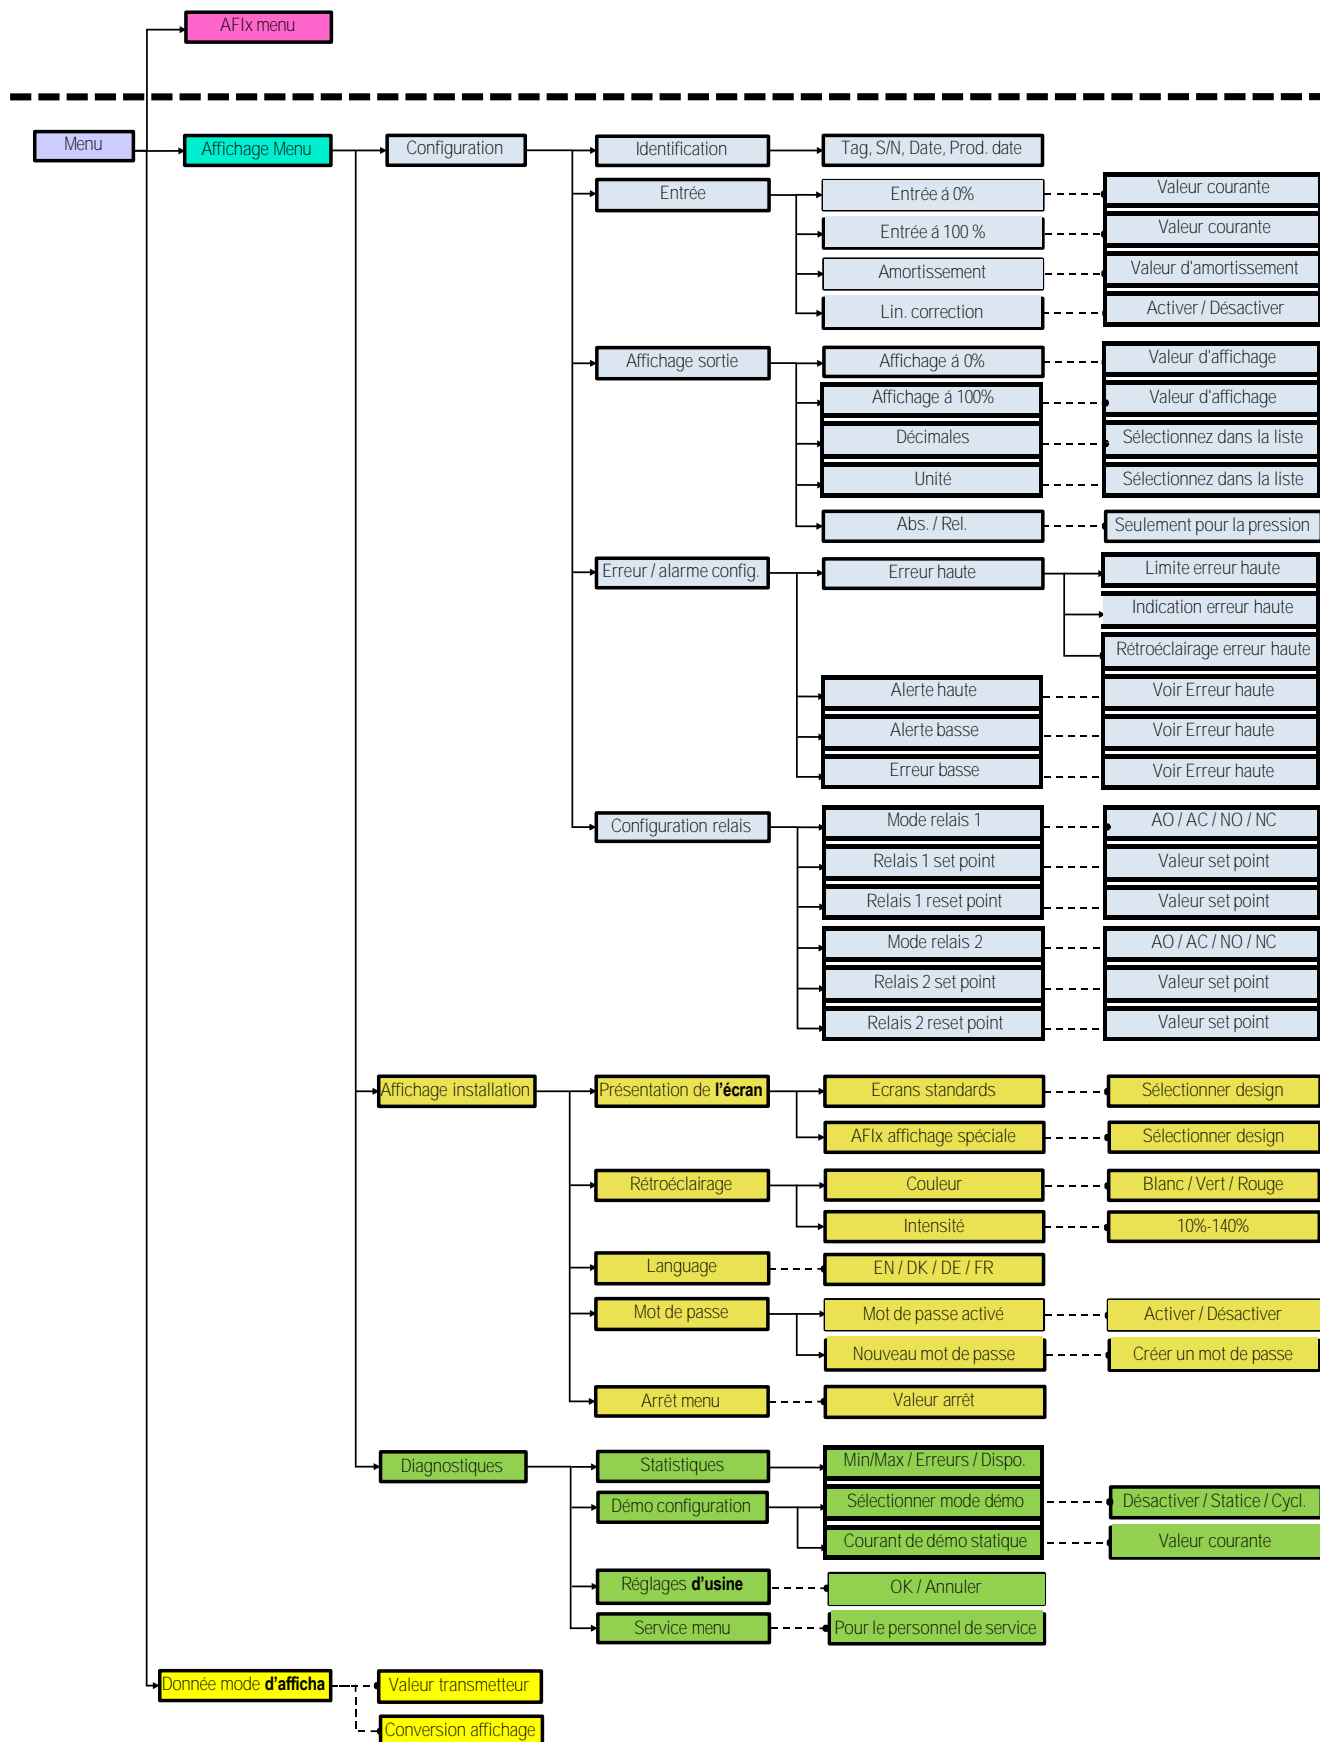 AFIx menu
Menu
Affichage Menu
Configuration
Identification
Tag, S/N, Date, Prod. date
Entrée
Entrée á 0%
Valeur courante
Entrée á 100 %
Valeur courante
Amortissement
Valeur d'amortissement
Lin. correction
Activer / Désactiver
Affichage sortie
Affichage á 0%
Valeur d'affichage
Affichage á 100%
Valeur d'affichage
Décimales
Sélectionnez dans la liste
Unité
Sélectionnez dans la liste
Abs. / Rel.
Seulement pour la pression
Erreur / alarme config.
Erreur haute
Limite erreur haute
Indication erreur haute
Rétroéclairage erreur haute
Alerte haute
Voir Erreur haute
Alerte basse
Voir Erreur haute
Erreur basse
Voir Erreur haute
Configuration relais
Mode relais 1
AO / AC / NO / NC
Relais 1 set point
Valeur set point
Relais 1 reset point
Valeur set point
Mode relais 2
AO / AC / NO / NC
Relais 2 set point
Valeur set point
Relais 2 reset point
Valeur set point
Affichage installation
Présentation de l'écran
Ecrans standards
Sélectionner design
AFIx affichage spéciale
Sélectionner design
Rétroéclairage
Couleur
Blanc / Vert / Rouge
Intensité
10%-140%
Language
EN / DK / DE / FR
Mot de passe
Mot de passe activé
Activer / Désactiver
Nouveau mot de passe
Créer un mot de passe
Arrêt menu
Valeur arrêt
Diagnostiques
Statistiques
Min/Max / Erreurs / Dispo.
Démo configuration
Sélectionner mode démo
Désactiver / Statice / Cycl.
Courant de démo statique
Valeur courante
Réglages d'usine
OK / Annuler
Service menu
Pour le personnel de service
Donnée mode d'afficha
Valeur transmetteur
Conversion affichage